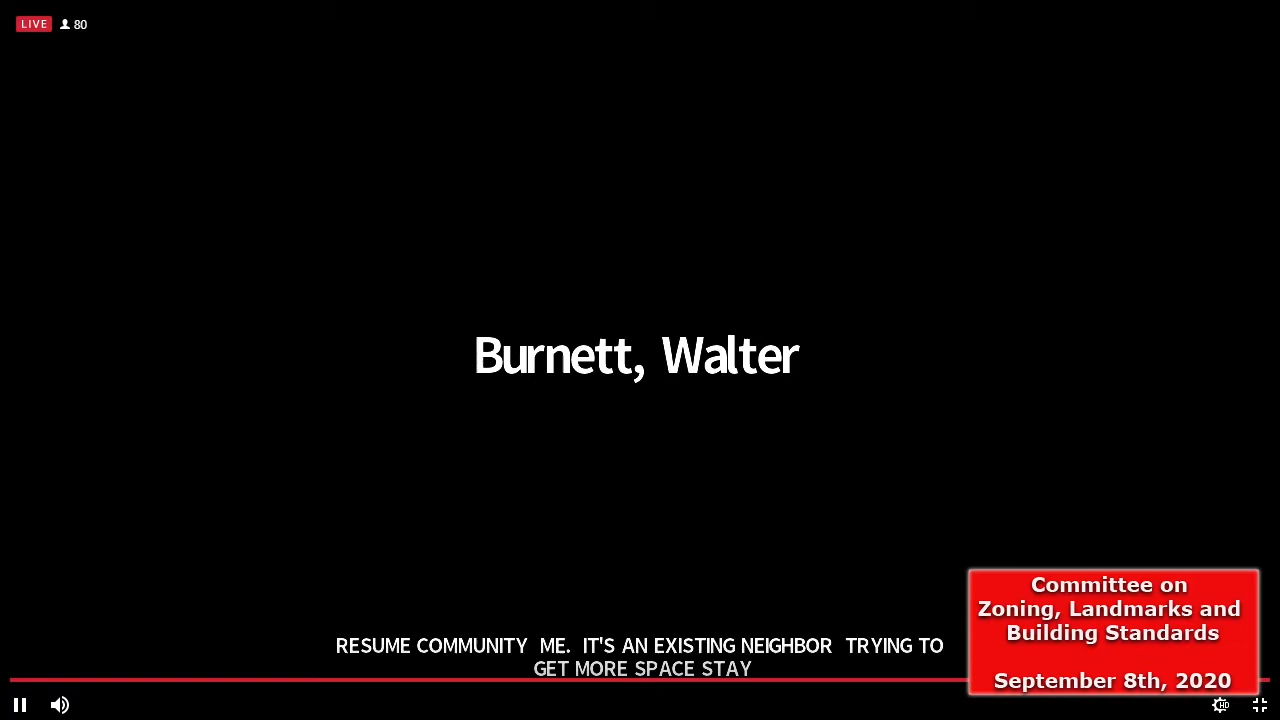 LIVE 80
Burnett, Walter
Committee on
Zoning, Landmarks and
Building Standards
September 8th, 2020
RESUME COMMUNITY ME. IT'S AN EXISTING NEIGHBOR TRYING TO
GET MORE SPACE STAY
HD